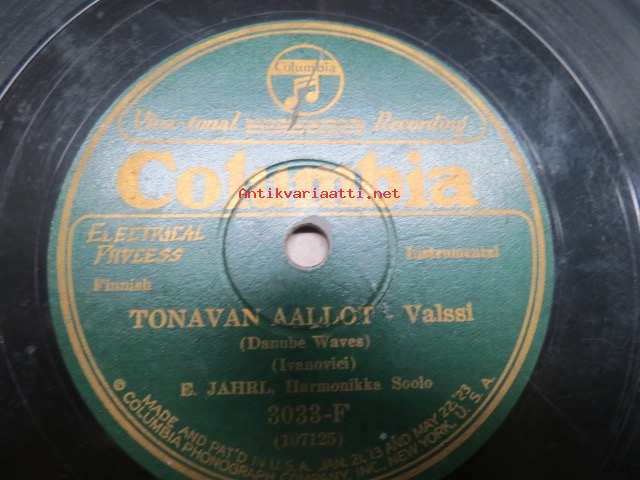 Columbia
Viva-tonal Recording
Columbia
Antikvariaatti.net
ELECTRICAL
PROCESS
Instrumental
Finnish
TONAVAN AALLOT - Valssi
(Danube Waves)
(Ivanovici)
E. JAHRL, Harmonikka Soolo
3033-F
(107125)
MADE AND PAT'D IN U.S.A. JAN. 21,'13 AND MAY 22,'23
COLUMBIA PHONOGRAPH COMPANY, INC., NEW YORK, U.S.A.